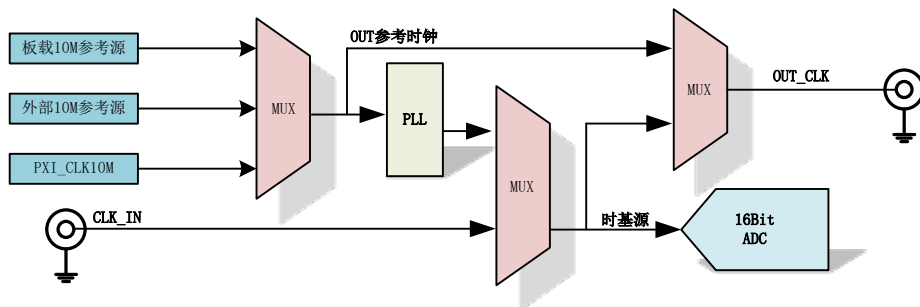 板载10M参考源
外部10M参考源
PXI_CLK10M
MUX
OUT参考时钟
PLL
MUX
MUX
OUT_CLK
CLK_IN
时基源
16Bit
ADC